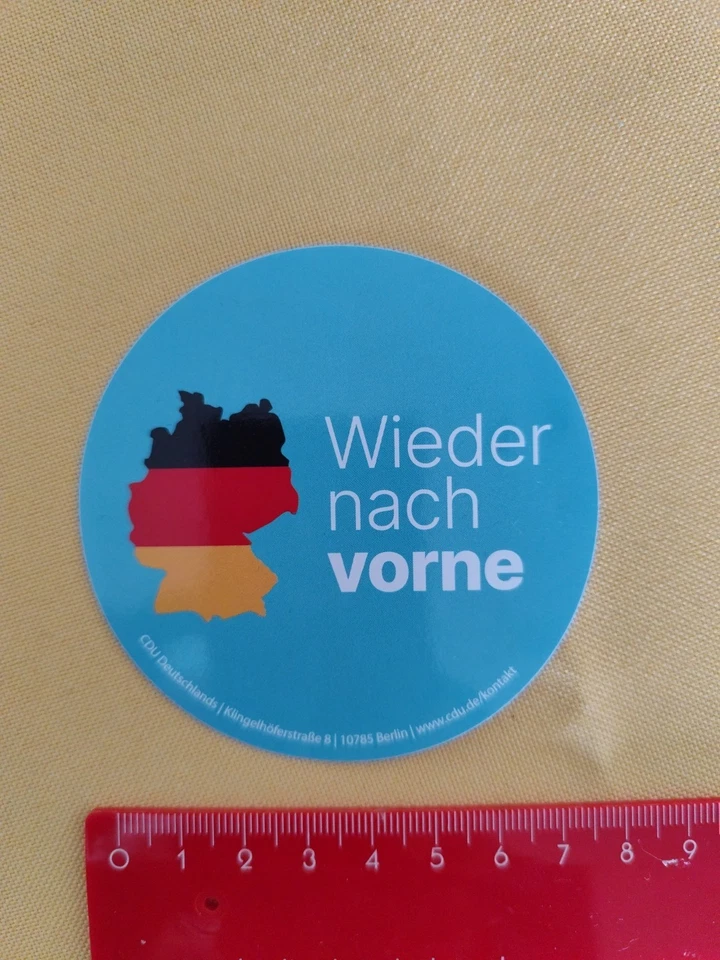 Wieder
nach
vorne
CDU Deutschlands | Klingelhöferstraße 8 | 10785 Berlin | www.cdu.de/kontakt
0 1 2 3 4 5 6 7 8 9